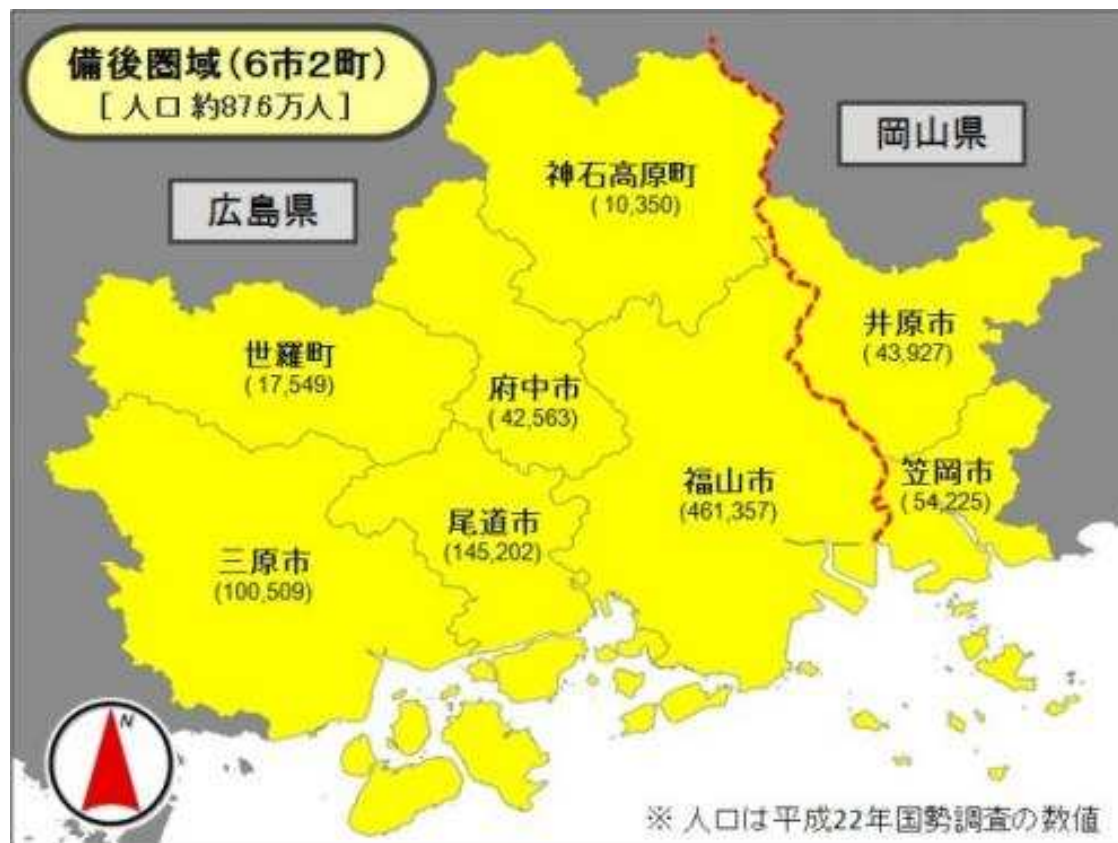 備後圏域(6市2町)
[ 人口 約87.6万人 ]
岡山県
広島県
神石高原町
( 10,350)
井原市
( 43,927)
世羅町
( 17,549)
府中市
( 42,563)
笠岡市
( 54,225)
福山市
(461,357)
尾道市
(145,202)
三原市
(100,509)
N
※ 人口は平成22年国勢調査の数値